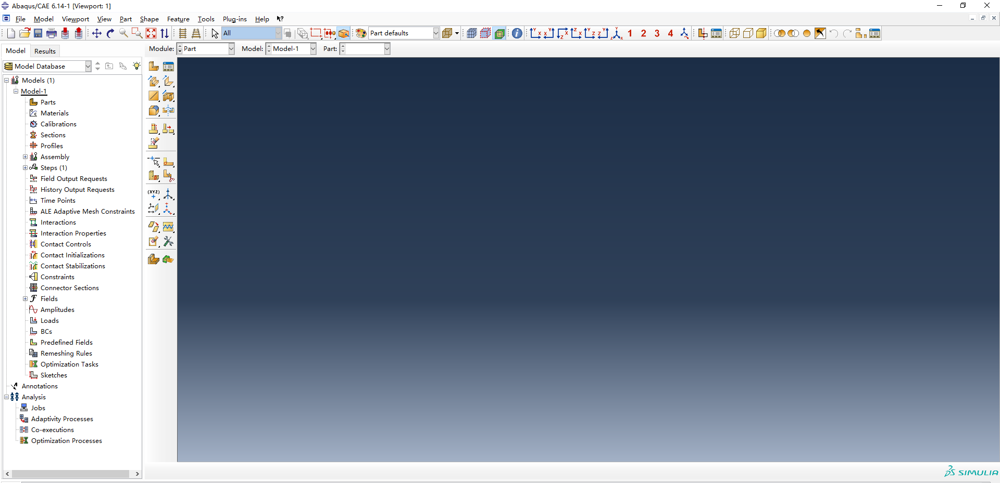 Abaqus/CAE 6.14-1 [Viewport: 1]
File Model Viewport View Part Shape Feature Tools Plug-ins Help
All Part defaults 1 2 3 4
Module: Part Model: Model-1 Part:
Model Results
Model Database
Models (1)
Model-1
Parts
Materials
Calibrations
Sections
Profiles
Assembly
Steps (1)
Field Output Requests
History Output Requests
Time Points
ALE Adaptive Mesh Constraints
Interactions
Interaction Properties
Contact Controls
Contact Initializations
Contact Stabilizations
Constraints
Connector Sections
Fields
Amplitudes
Loads
BCs
Predefined Fields
Remeshing Rules
Optimization Tasks
Sketches
Annotations
Analysis
Jobs
Adaptivity Processes
Co-executions
Optimization Processes
(XYZ)
SIMULIA